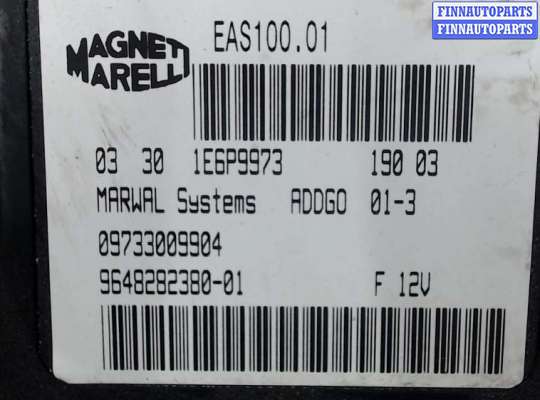 FINNAUTOPARTS
FINNAUTOPARTS
MAGNETI MARELLI
EAS100.01
03 30 1E6P9973 190 03
MARWAL Systems ADDGO 01-3
09733009904
9648282380-01 F 12V